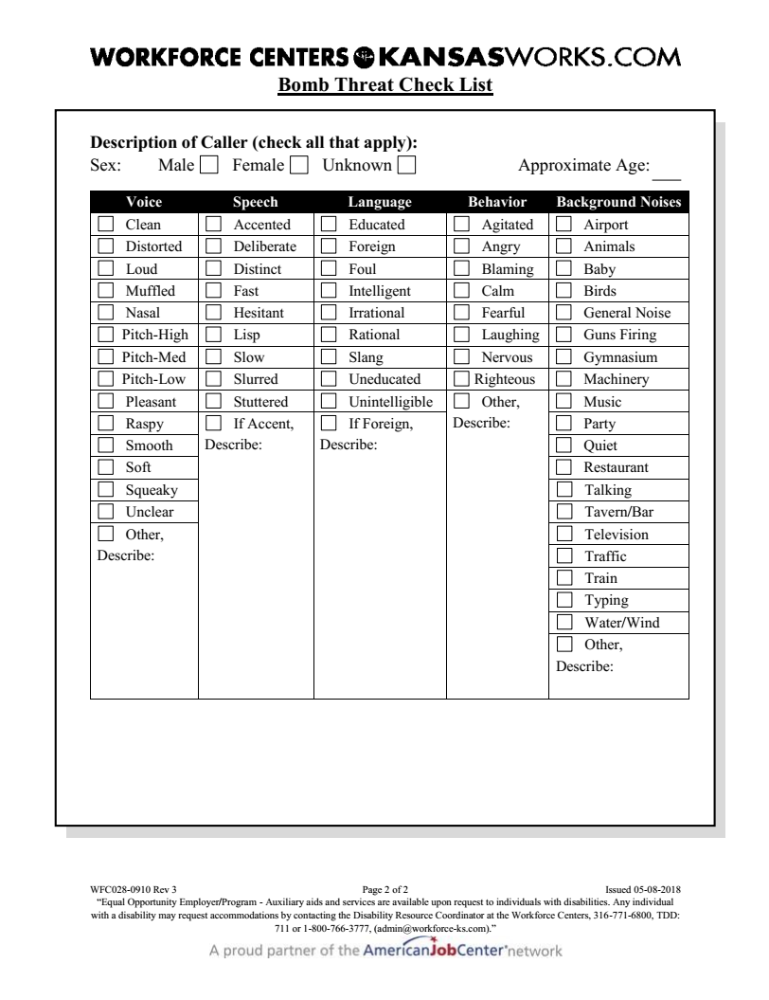 WORKFORCE CENTERS KANSASWORKS.COM
Bomb Threat Check List
Description of Caller (check all that apply):
Sex: Male Female Unknown Approximate Age: ___
Voice Speech Language Behavior Background Noises
Clean Accented Educated Agitated Airport
Distorted Deliberate Foreign Angry Animals
Loud Distinct Foul Blaming Baby
Muffled Fast Intelligent Calm Birds
Nasal Hesitant Irrational Fearful General Noise
Pitch-High Lisp Rational Laughing Guns Firing
Pitch-Med Slow Slang Nervous Gymnasium
Pitch-Low Slurred Uneducated Righteous Machinery
Pleasant Stuttered Unintelligible Other, Music
Raspy If Accent, If Foreign, Describe: Party
Smooth Describe: Describe: Quiet
Soft Restaurant
Squeaky Talking
Unclear Tavern/Bar
Other, Television
Describe: Traffic
Train
Typing
Water/Wind
Other,
Describe:
WFC028-0910 Rev 3 Page 2 of 2 Issued 05-08-2018
“Equal Opportunity Employer/Program - Auxiliary aids and services are available upon request to individuals with disabilities. Any individual
with a disability may request accommodations by contacting the Disability Resource Coordinator at the Workforce Centers, 316-771-6800, TDD:
711 or 1-800-766-3777, (admin@workforce-ks.com).”
A proud partner of the AmericanJobCenter network